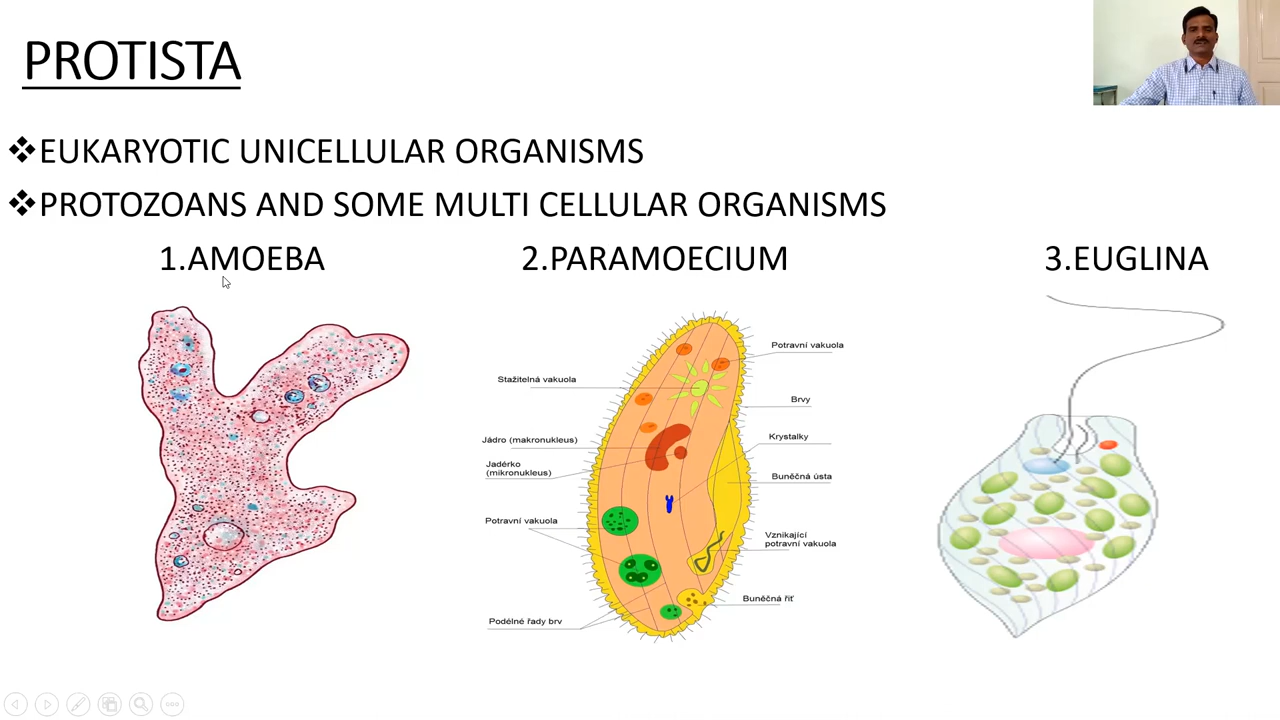 PROTISTA
❖EUKARYOTIC UNICELLULAR ORGANISMS
❖PROTOZOANS AND SOME MULTI CELLULAR ORGANISMS
1.AMOEBA
2.PARAMOECIUM
3.EUGLINA
Potravní vakuola
Stažitelná vakuola
Brvy
Jádro (makronukleus)
Krystalky
Jadérko
(mikronukleus)
Buněčná ústa
Potravní vakuola
Vznikající
potravní vakuola
Buněčná řiť
Podélné řady brv